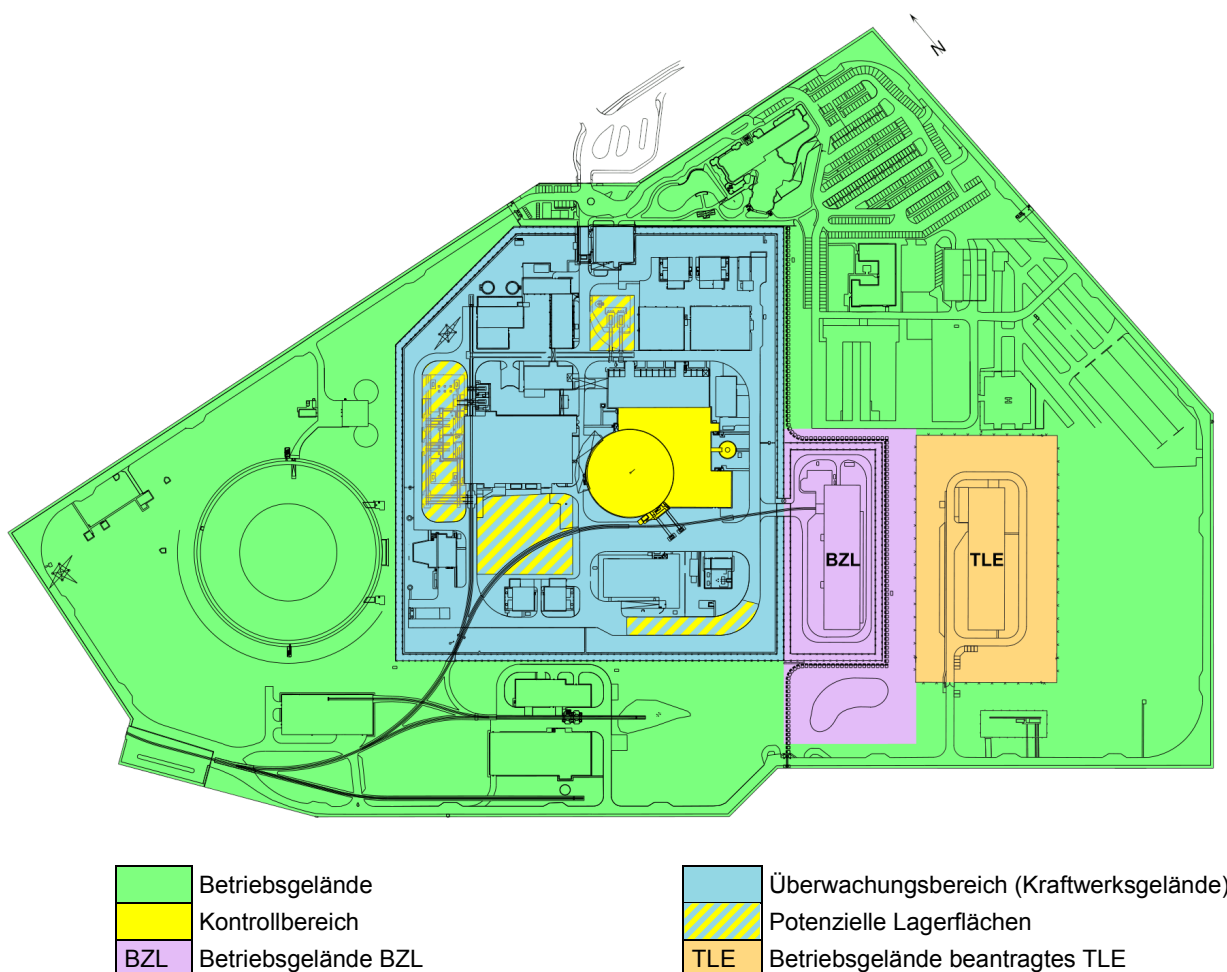 N
BZL
TLE
Betriebsgelände
Kontrollbereich
BZL Betriebsgelände BZL
Überwachungsbereich (Kraftwerksgelände)
Potenzielle Lagerflächen
TLE Betriebsgelände beantragtes TLE